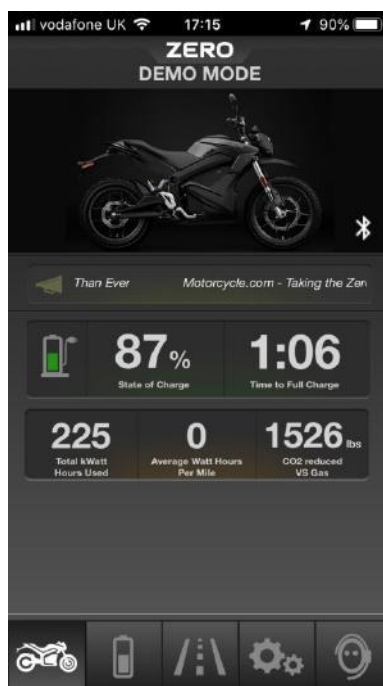 vodafone UK 17:15 90%
ZERO
DEMO MODE
Than Ever Motorcycle.com - Taking the Zer
87% 1:06
State of Charge Time to Full Charge
225 0 1526 lbs
Total kWatt Average Watt Hours CO2 reduced
Hours Used Per Mile VS Gas